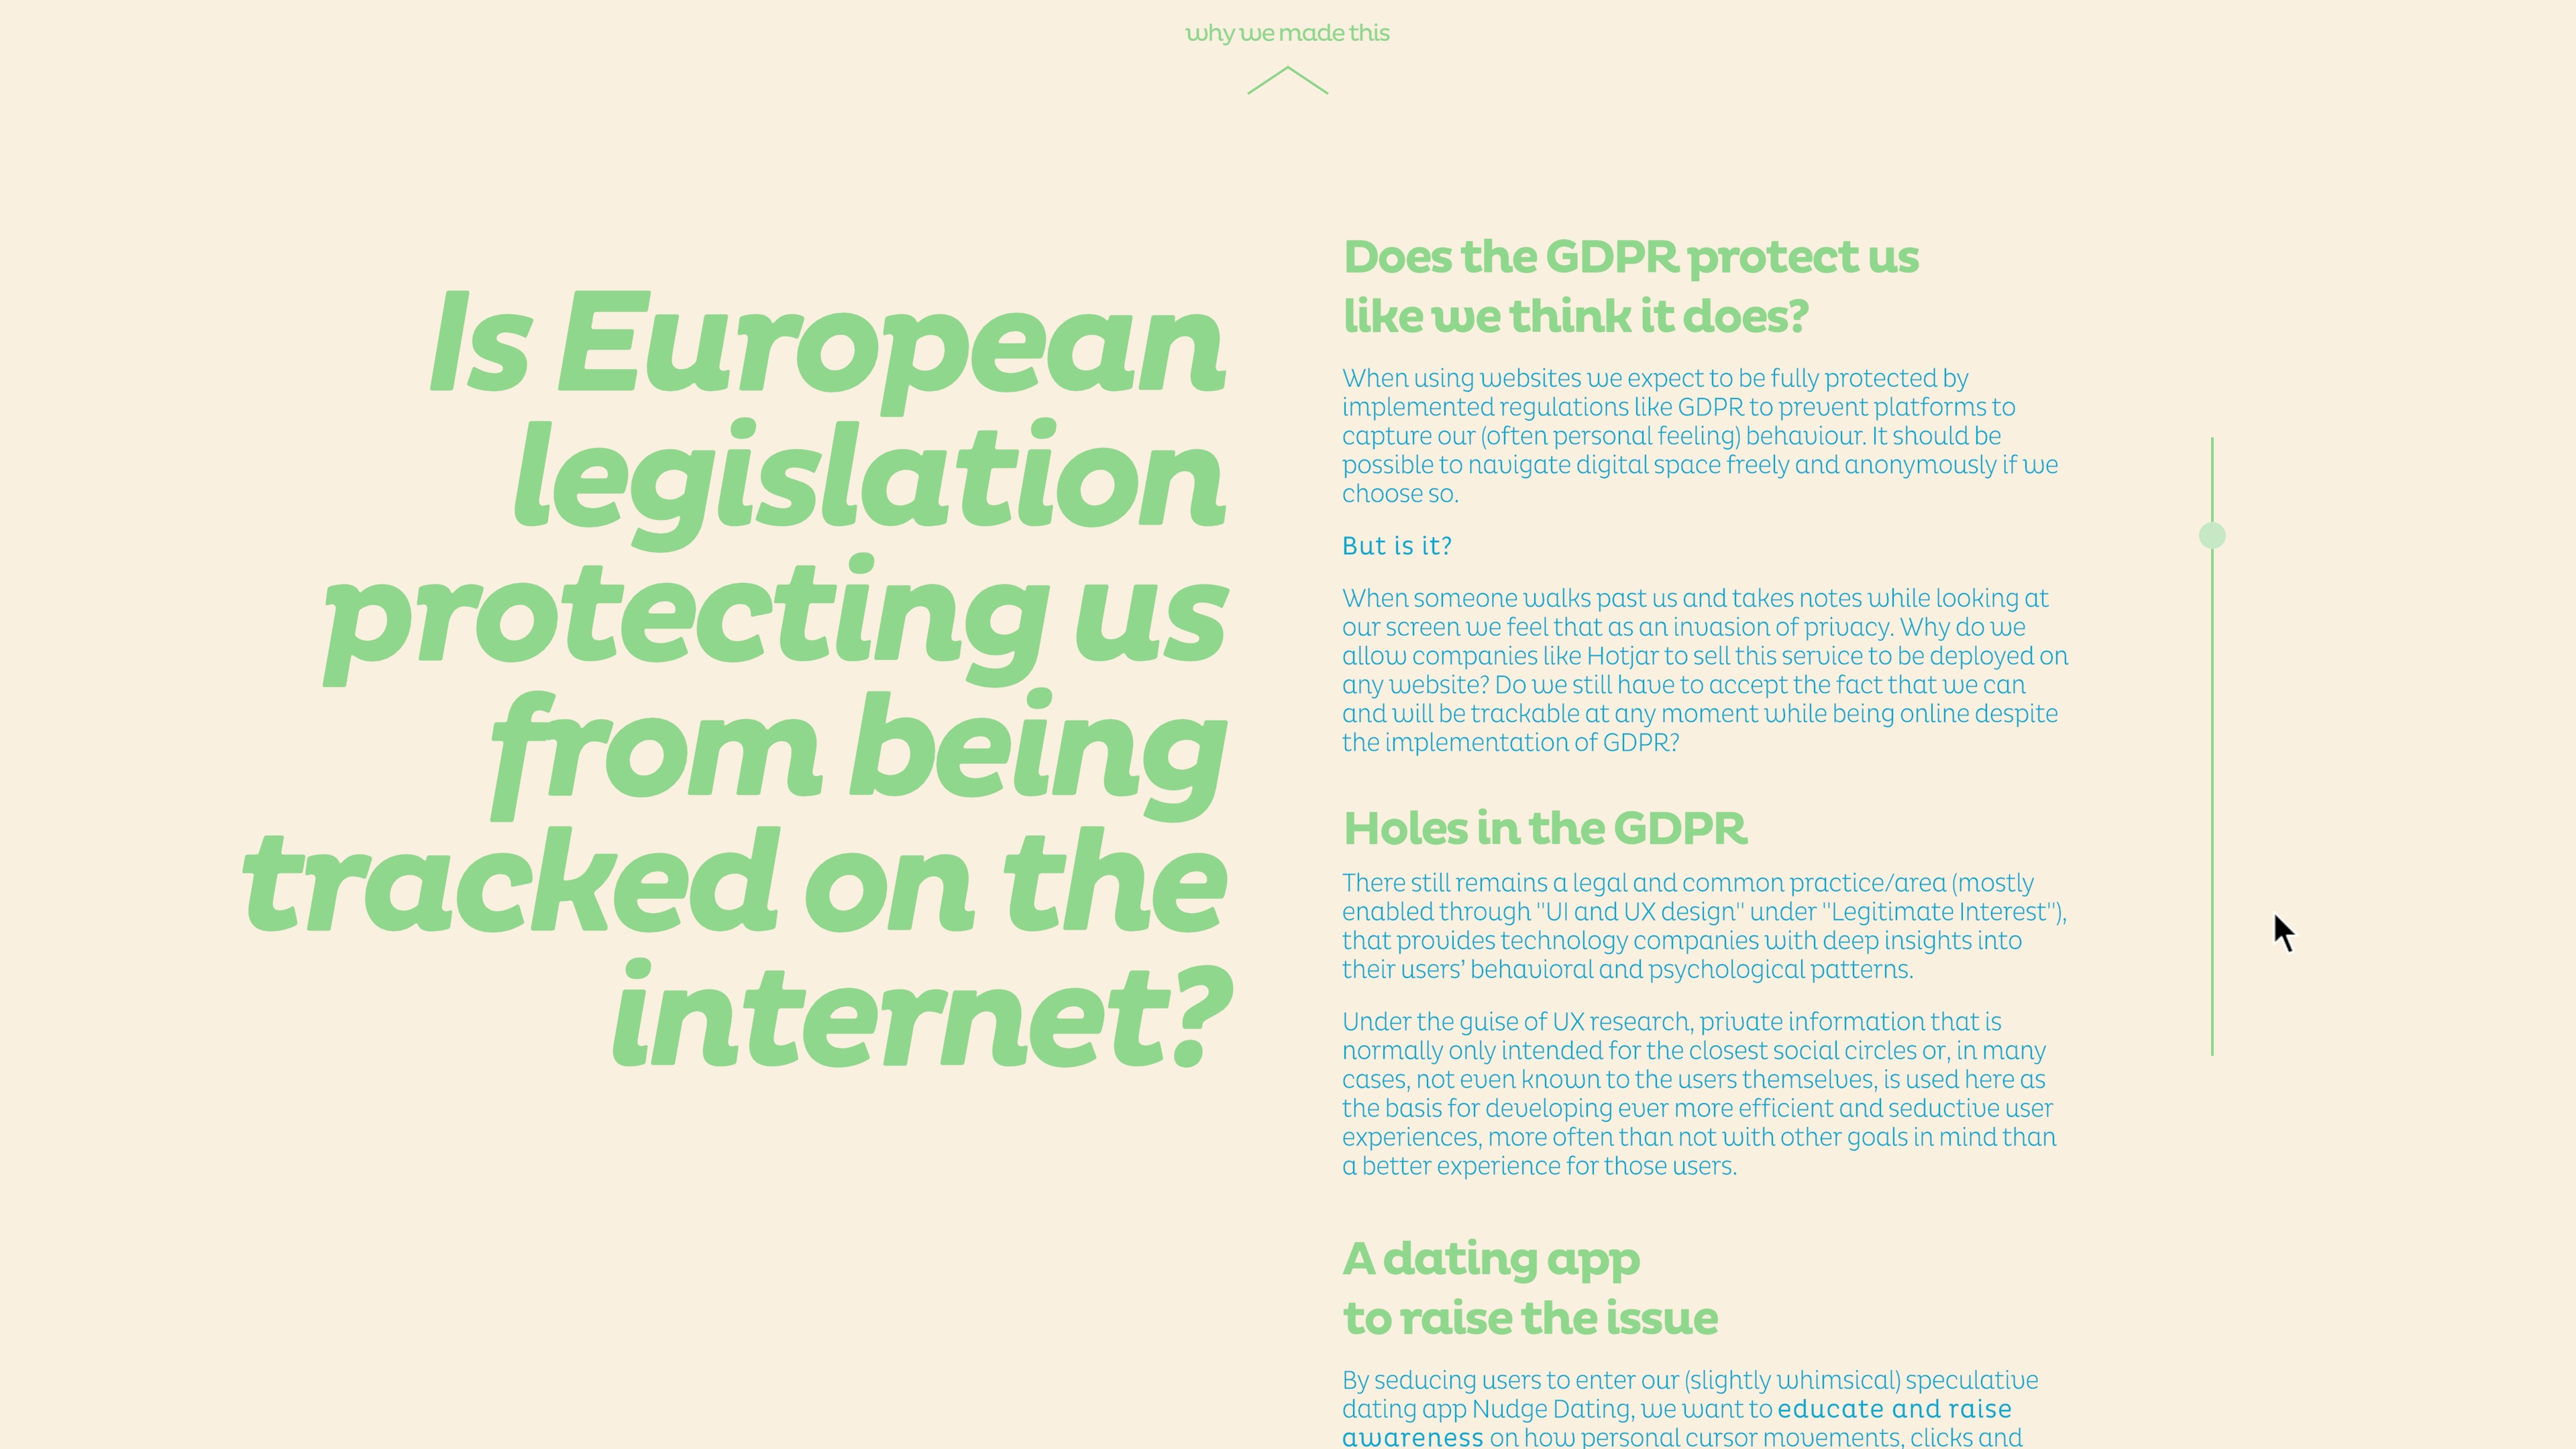 why we made this
Is European
legislation
protecting us
from being
tracked on the
internet?
Does the GDPR protect us
like we think it does?
When using websites we expect to be fully protected by
implemented regulations like GDPR to prevent platforms to
capture our (often personal feeling) behaviour. It should be
possible to navigate digital space freely and anonymously if we
choose so.
But is it?
When someone walks past us and takes notes while looking at
our screen we feel that as an invasion of privacy. Why do we
allow companies like Hotjar to sell this service to be deployed on
any website? Do we still have to accept the fact that we can
and will be trackable at any moment while being online despite
the implementation of GDPR?
Holes in the GDPR
There still remains a legal and common practice/area (mostly
enabled through "UI and UX design" under "Legitimate Interest"),
that provides technology companies with deep insights into
their users’ behavioral and psychological patterns.
Under the guise of UX research, private information that is
normally only intended for the closest social circles or, in many
cases, not even known to the users themselves, is used here as
the basis for developing ever more efficient and seductive user
experiences, more often than not with other goals in mind than
a better experience for those users.
A dating app
to raise the issue
By seducing users to enter our (slightly whimsical) speculative
dating app Nudge Dating, we want to educate and raise
awareness on how personal cursor movements, clicks and